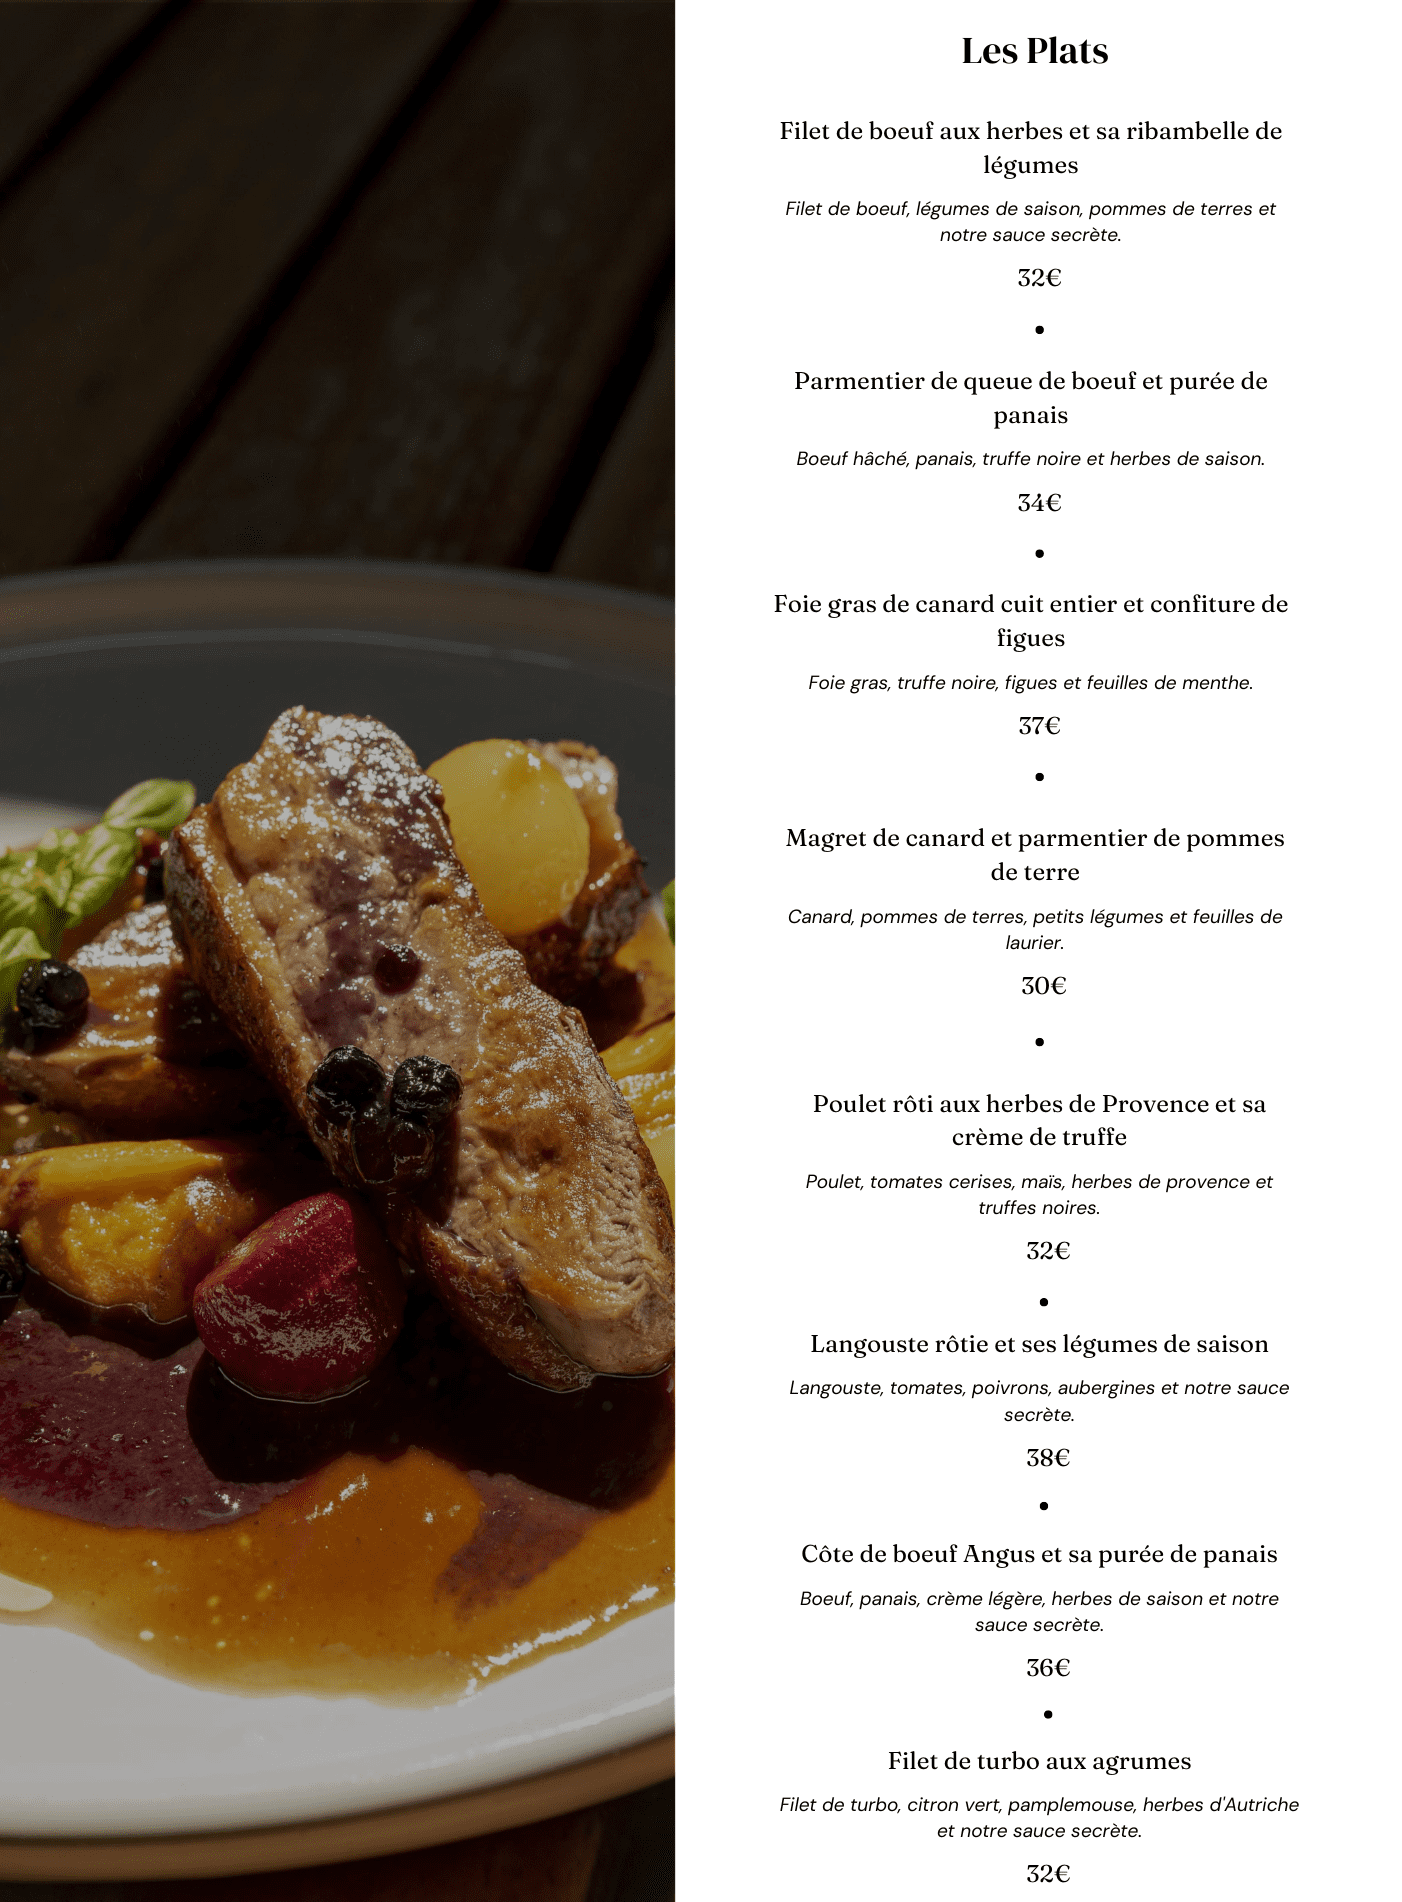 Les Plats
Filet de boeuf aux herbes et sa ribambelle de
légumes
Filet de boeuf, légumes de saison, pommes de terres et
notre sauce secrète.
32€
•
Parmentier de queue de boeuf et purée de
panais
Boeuf hâché, panais, truffe noire et herbes de saison.
34€
•
Foie gras de canard cuit entier et confiture de
figues
Foie gras, truffe noire, figues et feuilles de menthe.
37€
•
Magret de canard et parmentier de pommes
de terre
Canard, pommes de terres, petits légumes et feuilles de
laurier.
30€
•
Poulet rôti aux herbes de Provence et sa
crème de truffe
Poulet, tomates cerises, maïs, herbes de provence et
truffes noires.
32€
•
Langouste rôtie et ses légumes de saison
Langouste, tomates, poivrons, aubergines et notre sauce
secrète.
38€
•
Côte de boeuf Angus et sa purée de panais
Boeuf, panais, crème légère, herbes de saison et notre
sauce secrète.
36€
•
Filet de turbo aux agrumes
Filet de turbo, citron vert, pamplemouse, herbes d'Autriche
et notre sauce secrète.
32€